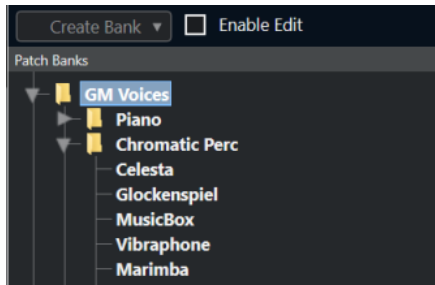 Create Bank
Enable Edit
Patch Banks
GM Voices
Piano
Chromatic Perc
Celesta
Glockenspiel
MusicBox
Vibraphone
Marimba